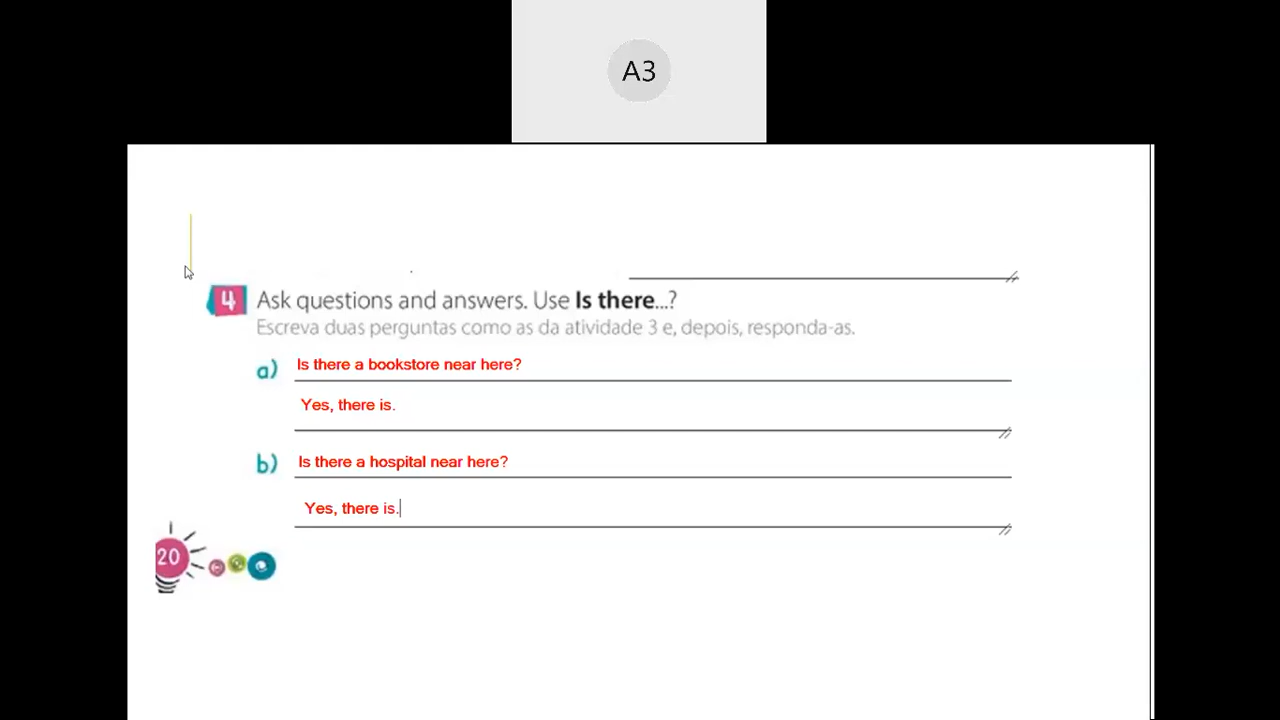 A3
4 Ask questions and answers. Use Is there...?
Escreva duas perguntas como as da atividade 3 e, depois, responda-as.
a) Is there a bookstore near here?
Yes, there is.
b) Is there a hospital near here?
Yes, there is.
20